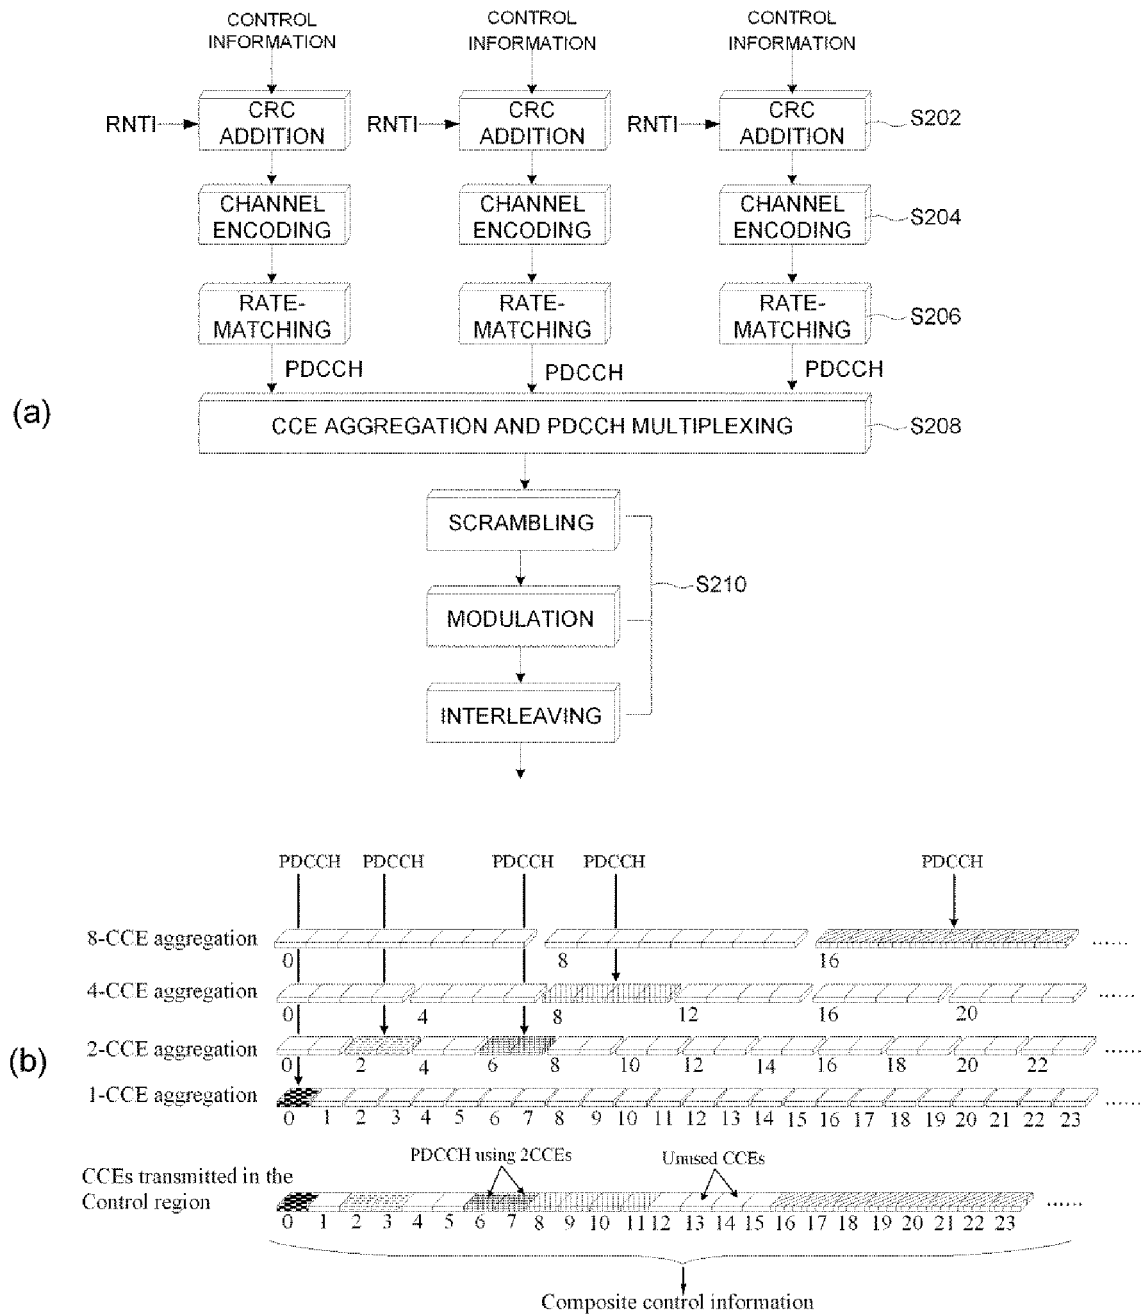 CONTROL INFORMATION
CONTROL INFORMATION
CONTROL INFORMATION
RNTI
CRC ADDITION
RNTI
CRC ADDITION
RNTI
CRC ADDITION
S202
CHANNEL ENCODING
CHANNEL ENCODING
CHANNEL ENCODING
S204
RATE-MATCHING
RATE-MATCHING
RATE-MATCHING
S206
PDCCH
PDCCH
PDCCH
(a)
CCE AGGREGATION AND PDCCH MULTIPLEXING
S208
SCRAMBLING
MODULATION
S210
INTERLEAVING
PDCCH PDCCH PDCCH PDCCH PDCCH
8-CCE aggregation ......
0 8 16
4-CCE aggregation ......
0 4 8 12 16 20
(b)
2-CCE aggregation ......
0 2 4 6 8 10 12 14 16 18 20 22
1-CCE aggregation ......
0 1 2 3 4 5 6 7 8 9 10 11 12 13 14 15 16 17 18 19 20 21 22 23
PDCCH using 2CCEs Unused CCEs
CCEs transmitted in the
Control region ......
0 1 2 3 4 5 6 7 8 9 10 11 12 13 14 15 16 17 18 19 20 21 22 23
Composite control information